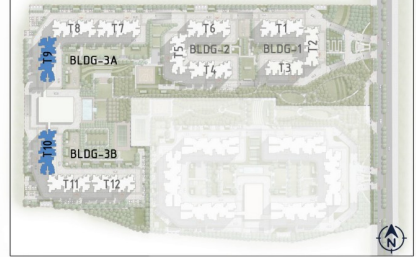 T8 T7 T6 T1
T9 BLDG-3A T5 BLDG-2 BLDG-1 T2
T4 T3
T10 BLDG-3B
T11 T12
N